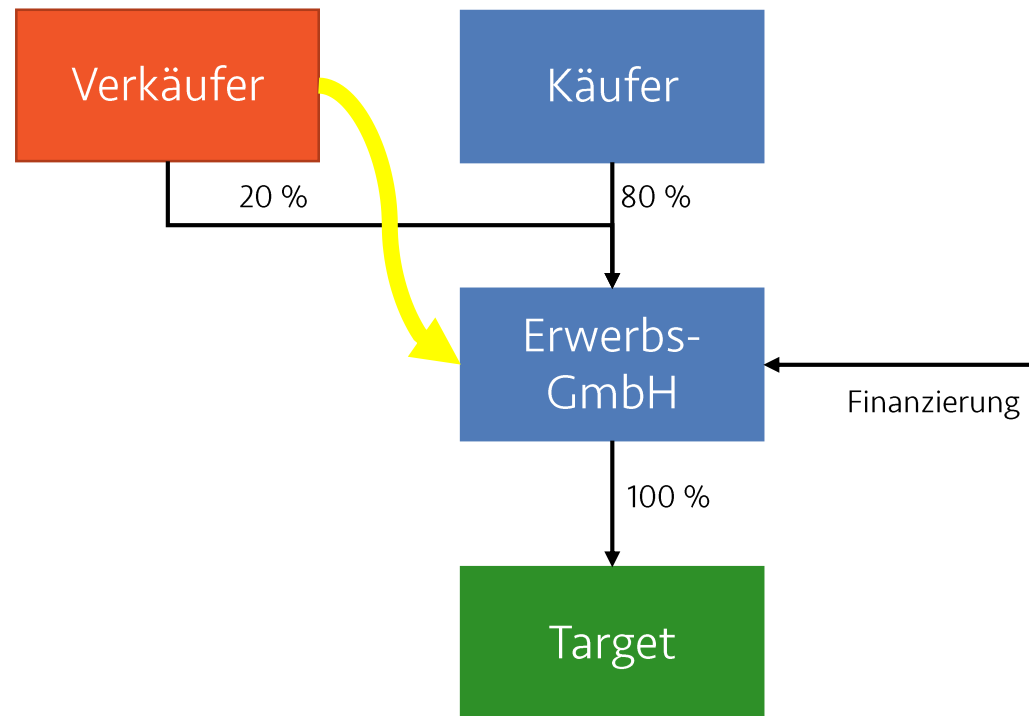 Verkäufer
Käufer
20 %
80 %
Erwerbs-
GmbH
Finanzierung
100 %
Target